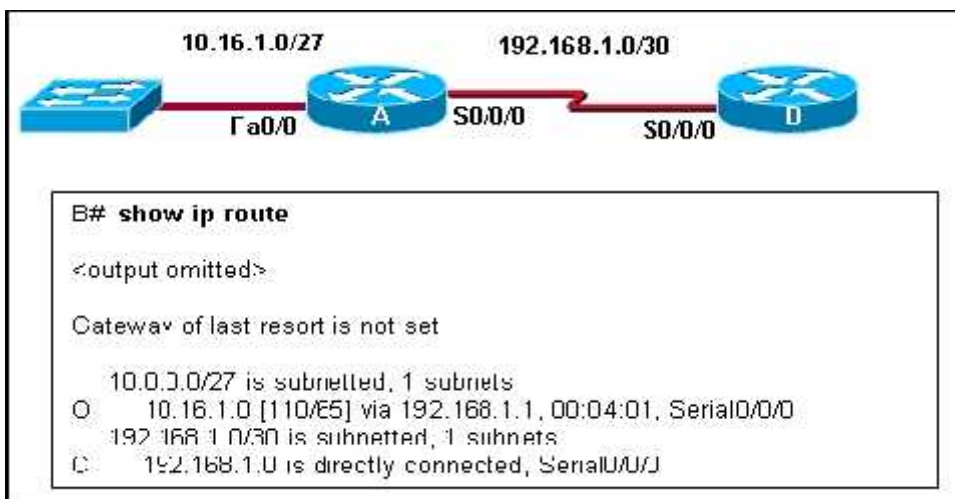 10.16.1.0/27
192.168.1.0/30
Fa0/0
A
S0/0/0
S0/0/0
B
B# show ip route
<output omitted>
Gateway of last resort is not set
10.0.0.0/27 is subnetted, 1 subnets
O 10.16.1.0 [110/65] via 192.168.1.1, 00:04:01, Serial0/0/0
192.168.1.0/30 is subnetted, 1 subnets
C 192.168.1.0 is directly connected, Serial0/0/0